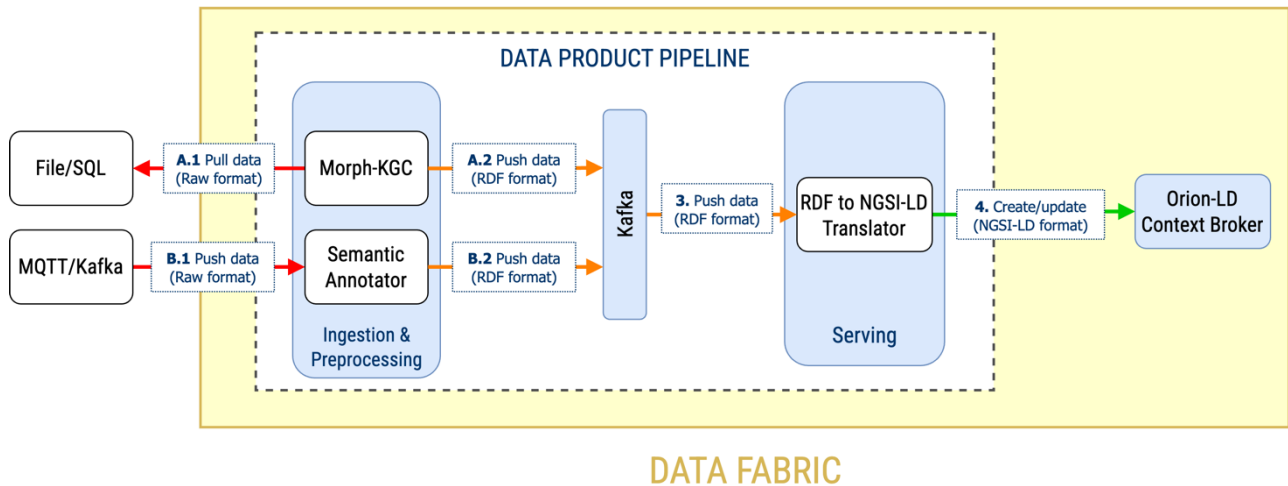 DATA PRODUCT PIPELINE
File/SQL
A.1 Pull data
(Raw format)
Morph-KGC
A.2 Push data
(RDF format)
MQTT/Kafka
B.1 Push data
(Raw format)
Semantic
Annotator
B.2 Push data
(RDF format)
Ingestion &
Preprocessing
Kafka
3. Push data
(RDF format)
RDF to NGSI-LD
Translator
Serving
4. Create/update
(NGSI-LD format)
Orion-LD
Context Broker
DATA FABRIC